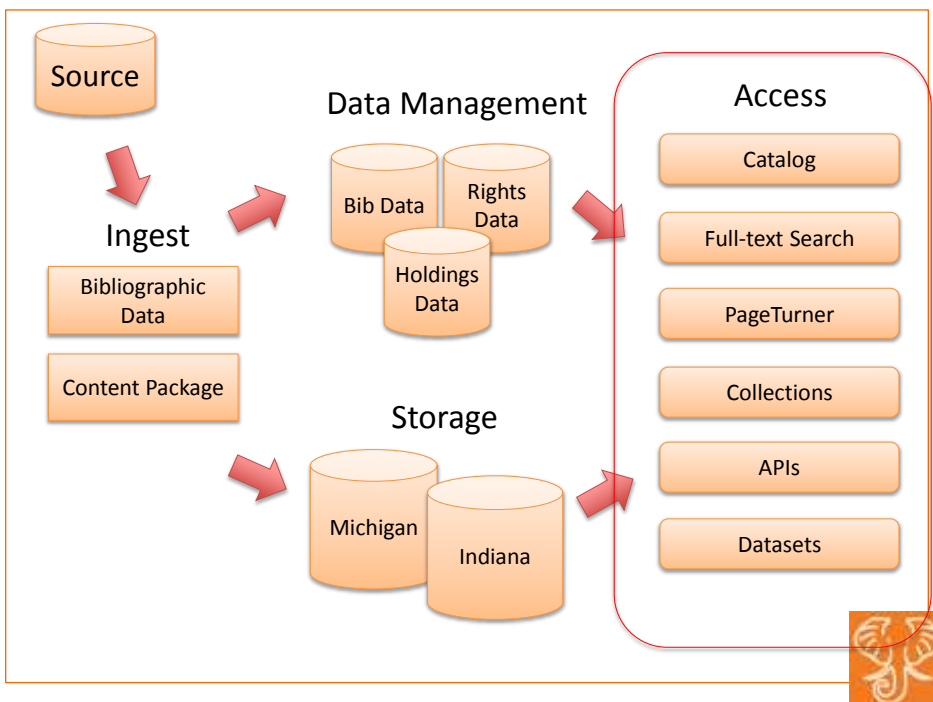 Source
Ingest
Bibliographic
Data
Content Package
Data Management
Bib Data
Rights
Data
Holdings
Data
Storage
Michigan
Indiana
Access
Catalog
Full-text Search
PageTurner
Collections
APIs
Datasets